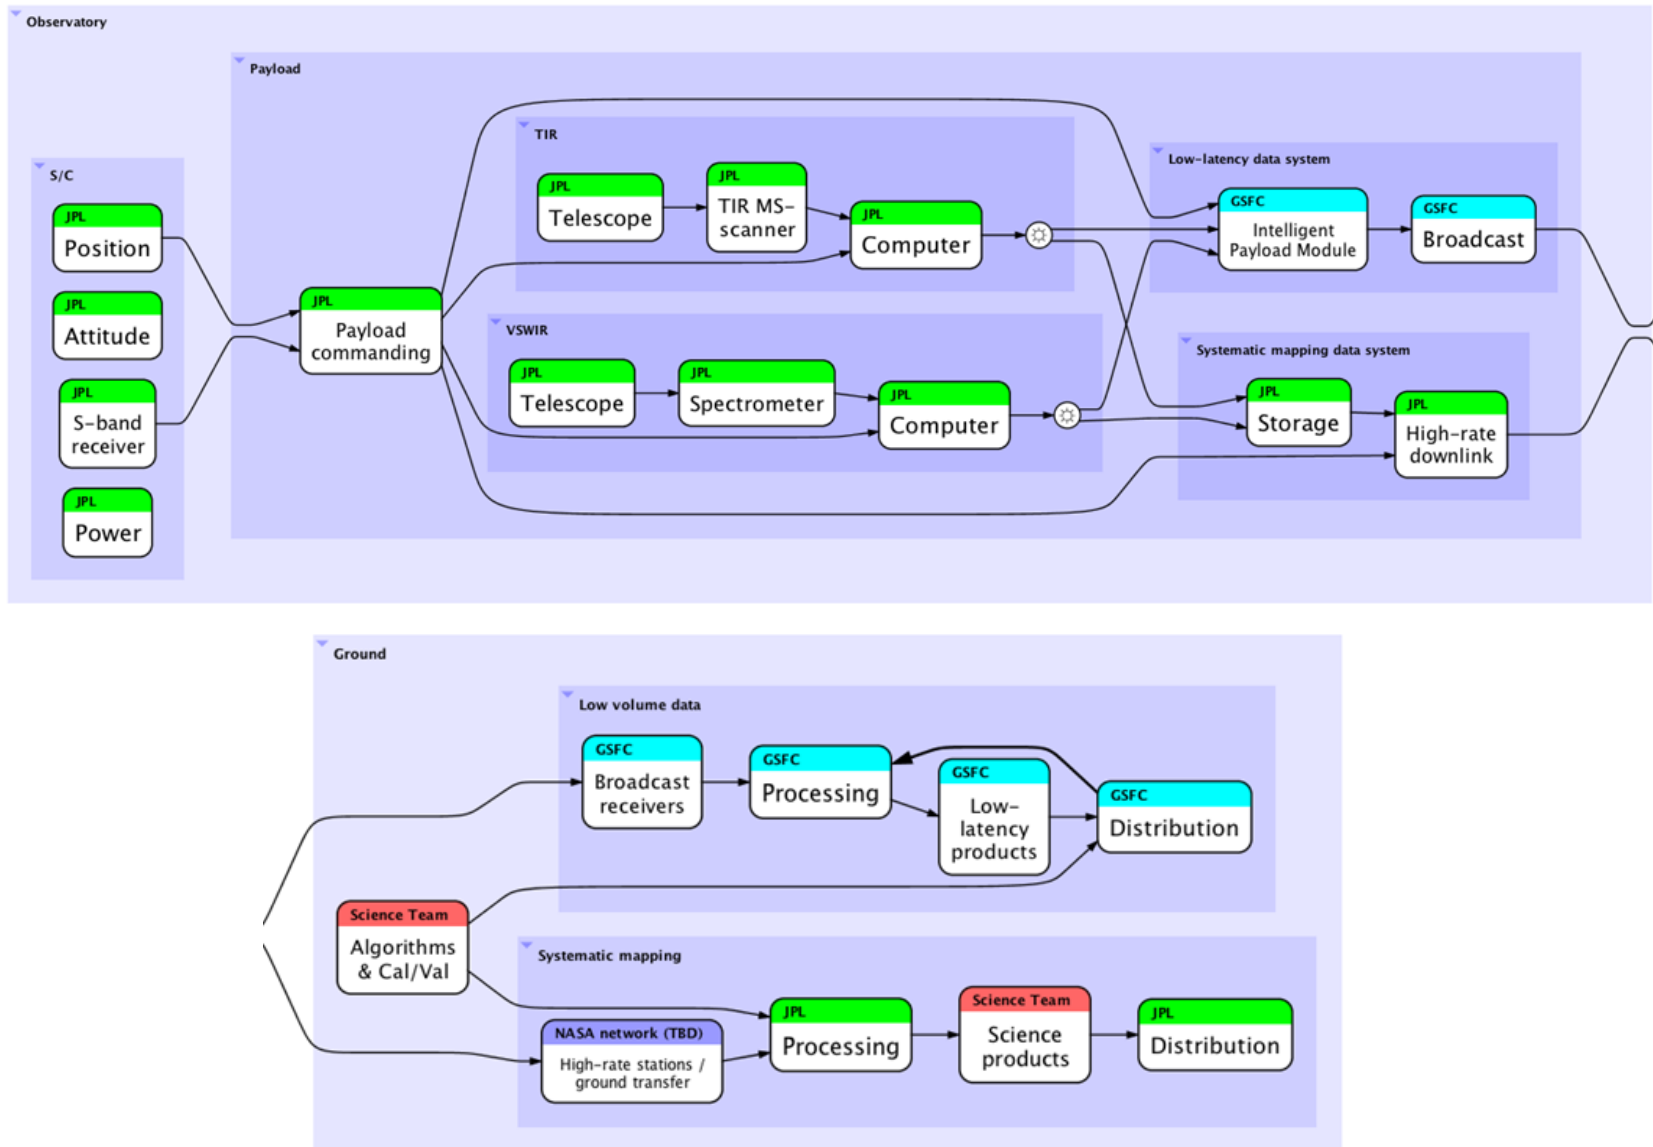 Observatory
Payload
S/C
JPL
Position
JPL
Attitude
JPL
S-band
receiver
JPL
Power
JPL
Payload
commanding
TIR
JPL
Telescope
JPL
TIR MS-
scanner
JPL
Computer
VSWIR
JPL
Telescope
JPL
Spectrometer
JPL
Computer
Low-latency data system
GSFC
Intelligent
Payload Module
GSFC
Broadcast
Systematic mapping data system
JPL
Storage
JPL
High-rate
downlink
Ground
Low volume data
GSFC
Broadcast
receivers
GSFC
Processing
GSFC
Low-
latency
products
GSFC
Distribution
Science Team
Algorithms
& Cal/Val
Systematic mapping
NASA network (TBD)
High-rate stations /
ground transfer
JPL
Processing
Science Team
Science
products
JPL
Distribution